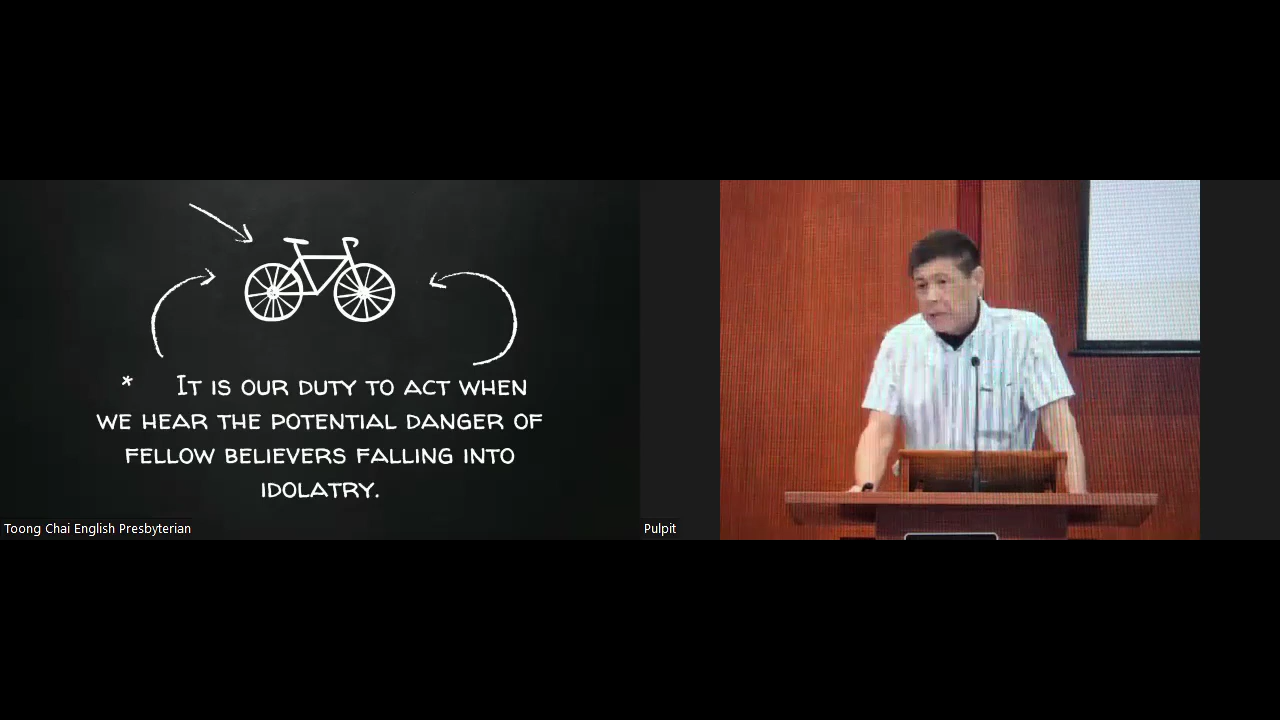 * It is our duty to act when
we hear the potential danger of
fellow believers falling into
idolatry.
Toong Chai English Presbyterian
Pulpit